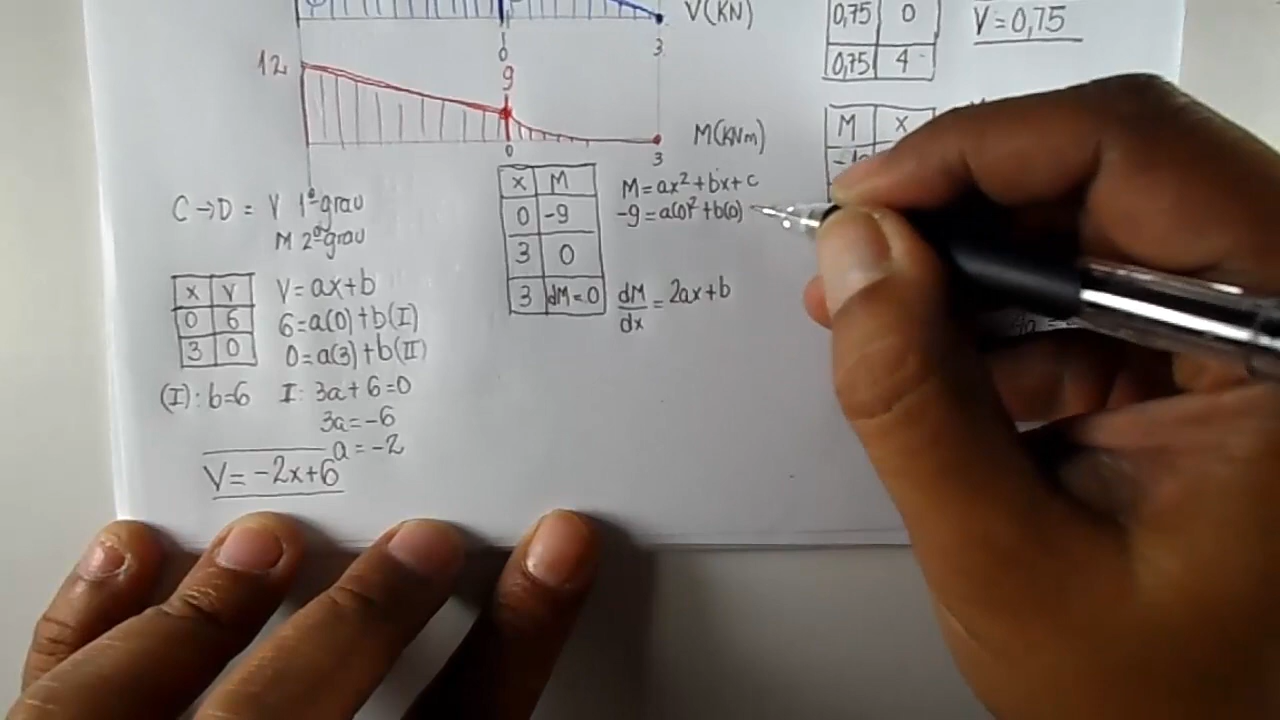 V(KN)
0
3
12
9
M(KNm)
0
3
0,75 0
0,75 4
V=0,75
M X
C→D = V 1º grau
M 2º grau
X V
0 6
3 0
V=ax+b
6=a(0)+b(I)
0=a(3)+b(II)
(I): b=6 I: 3a+6=0
3a=-6
a=-2
V=-2x+6
X M
0 -9
3 0
3 dM=0
M=ax²+bx+c
-9=a(0)²+b(0)
dM/dx=2ax+b